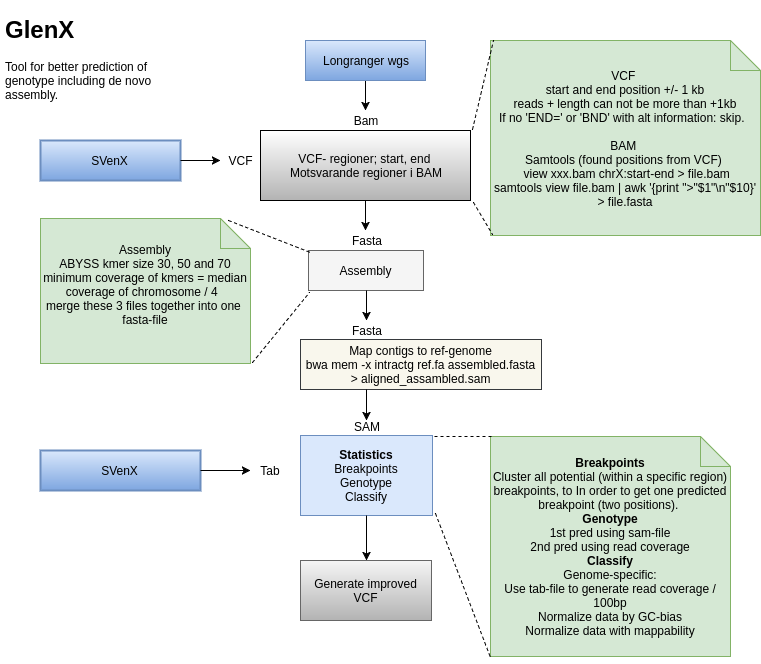 GlenX
Tool for better prediction of
genotype including de novo
assembly.
Longranger wgs
Bam
SVenX
VCF
VCF- regioner; start, end
Motsvarande regioner i BAM
VCF
start and end position +/- 1 kb
reads + length can not be more than +1kb
If no 'END=' or 'BND' with alt information: skip.
BAM
Samtools (found positions from VCF)
view xxx.bam chrX:start-end > file.bam
samtools view file.bam | awk '{print ">"$1"\n"$10}'
> file.fasta
Fasta
Assembly
ABYSS kmer size 30, 50 and 70
minimum coverage of kmers = median
coverage of chromosome / 4
merge these 3 files together into one
fasta-file
Assembly
Fasta
Map contigs to ref-genome
bwa mem -x intractg ref.fa assembled.fasta
> aligned_assambled.sam
SAM
SVenX
Tab
Statistics
Breakpoints
Genotype
Classify
Breakpoints
Cluster all potential (within a specific region)
breakpoints, to In order to get one predicted
breakpoint (two positions).
Genotype
1st pred using sam-file
2nd pred using read coverage
Classify
Genome-specific:
Use tab-file to generate read coverage /
100bp
Normalize data by GC-bias
Normalize data with mappability
Generate improved
VCF